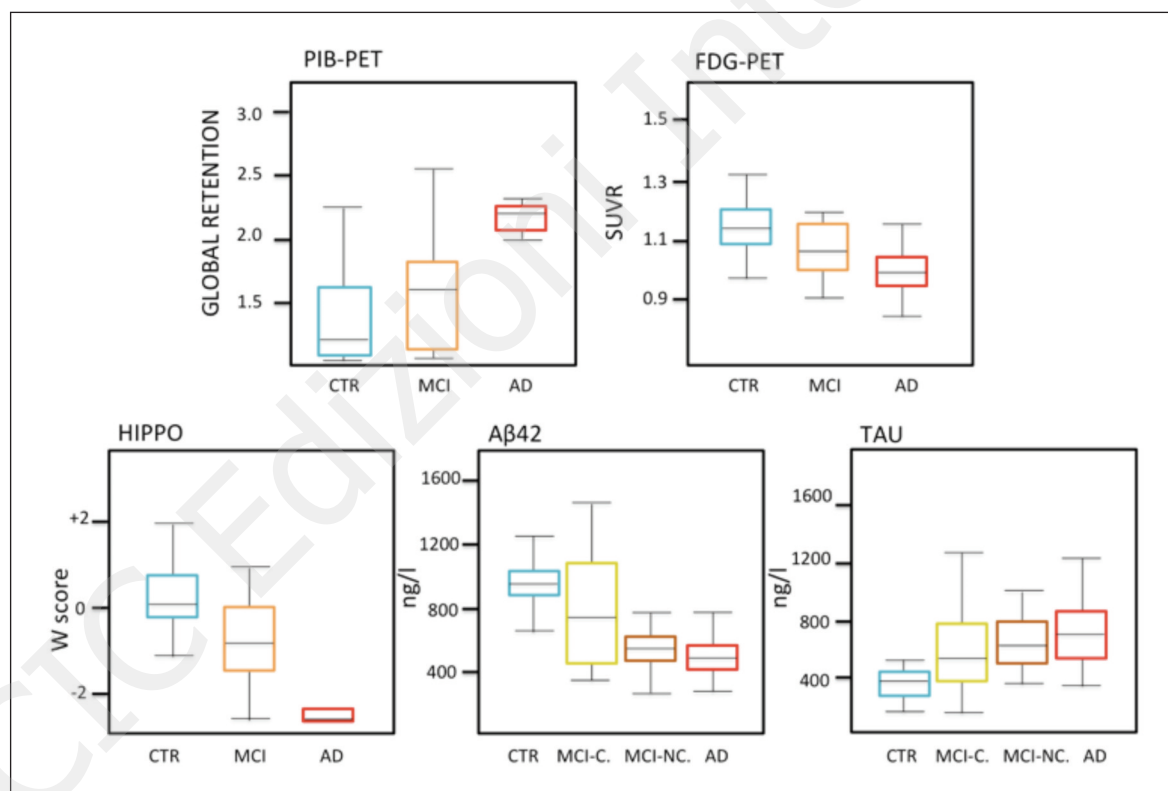 PIB-PET
GLOBAL RETENTION
3.0
2.5
2.0
1.5
CTR MCI AD
FDG-PET
SUVR
1.5
1.3
1.1
0.9
CTR MCI AD
HIPPO
W score
+2
0
-2
CTR MCI AD
Aβ42
ng/l
1600
1200
800
400
CTR MCI-C. MCI-NC. AD
TAU
ng/l
1600
1200
800
400
CTR MCI-C. MCI-NC. AD
CIC Edizioni Inte